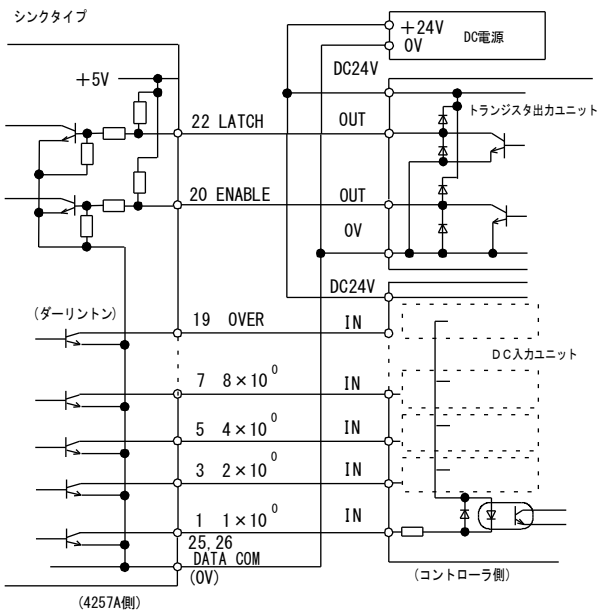 シンクタイプ
+24V
0V
DC電源
DC24V
+5V
トランジスタ出力ユニット
22 LATCH
OUT
20 ENABLE
OUT
0V
DC24V
(ダーリントン)
19 OVER
IN
DC入力ユニット
7 8×10⁰
IN
5 4×10⁰
IN
3 2×10⁰
IN
1 1×10⁰
IN
25,26
DATA COM
(0V)
(コントローラ側)
(4257A側)